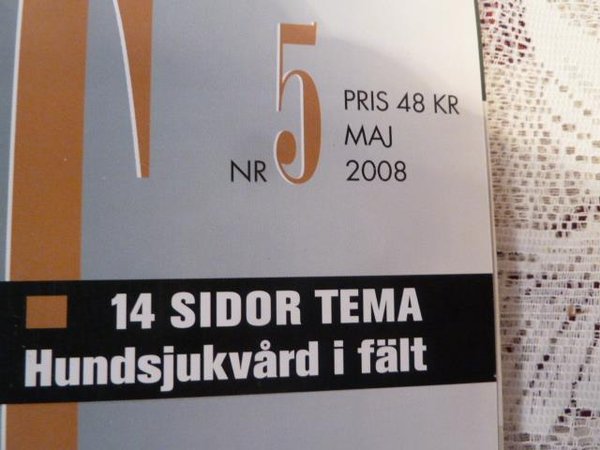 NR 5
PRIS 48 KR
MAJ
2008
14 SIDOR TEMA
Hundsjukvård i fält